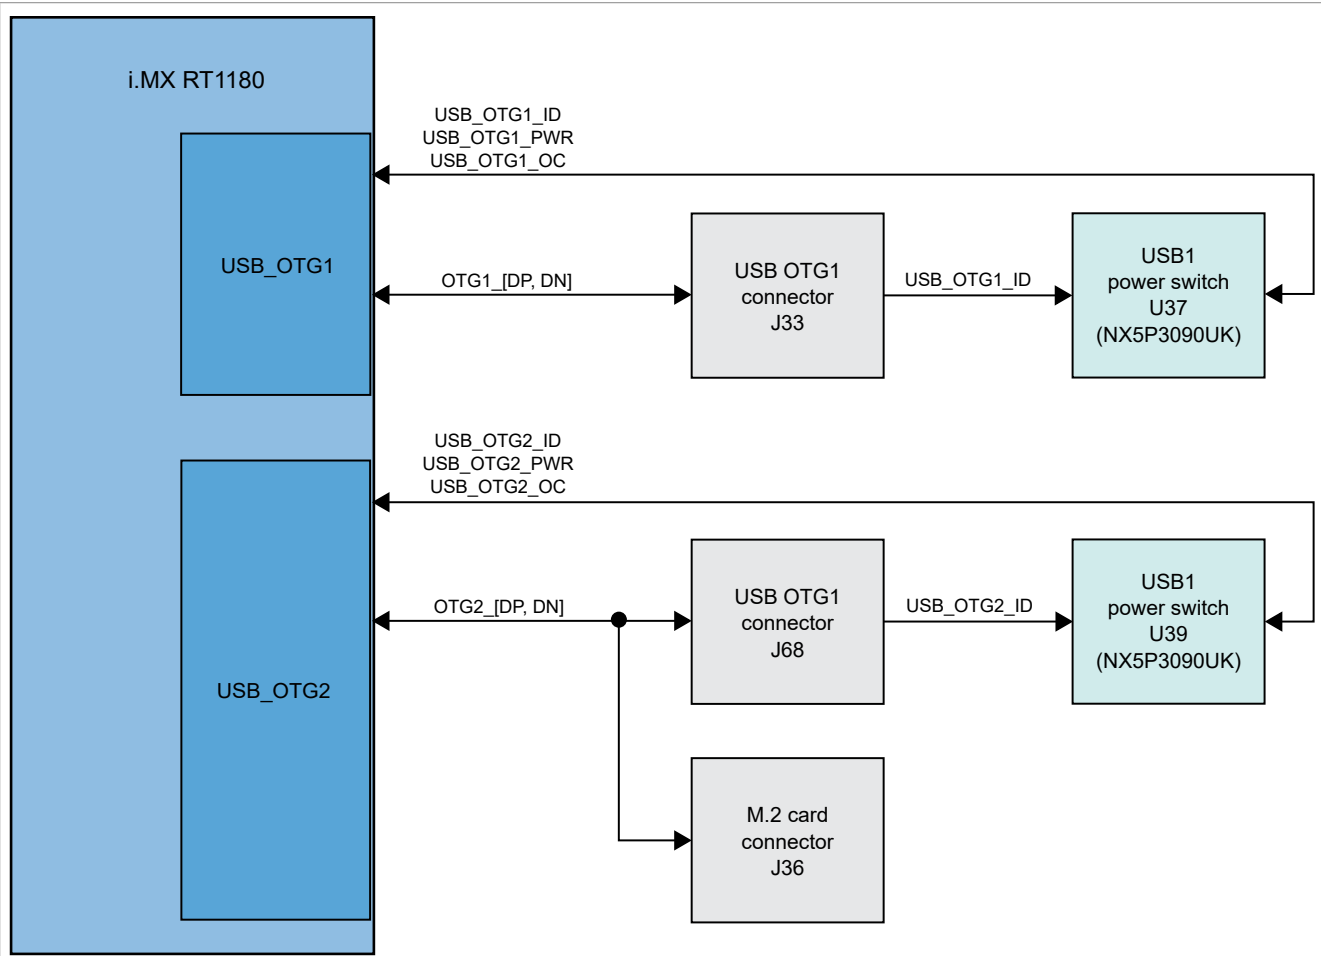 i.MX RT1180
USB_OTG1_ID
USB_OTG1_PWR
USB_OTG1_OC
USB_OTG1
OTG1_[DP, DN]
USB OTG1
connector
J33
USB_OTG1_ID
USB1
power switch
U37
(NX5P3090UK)
USB_OTG2_ID
USB_OTG2_PWR
USB_OTG2_OC
USB_OTG2
OTG2_[DP, DN]
USB OTG1
connector
J68
USB_OTG2_ID
USB1
power switch
U39
(NX5P3090UK)
M.2 card
connector
J36